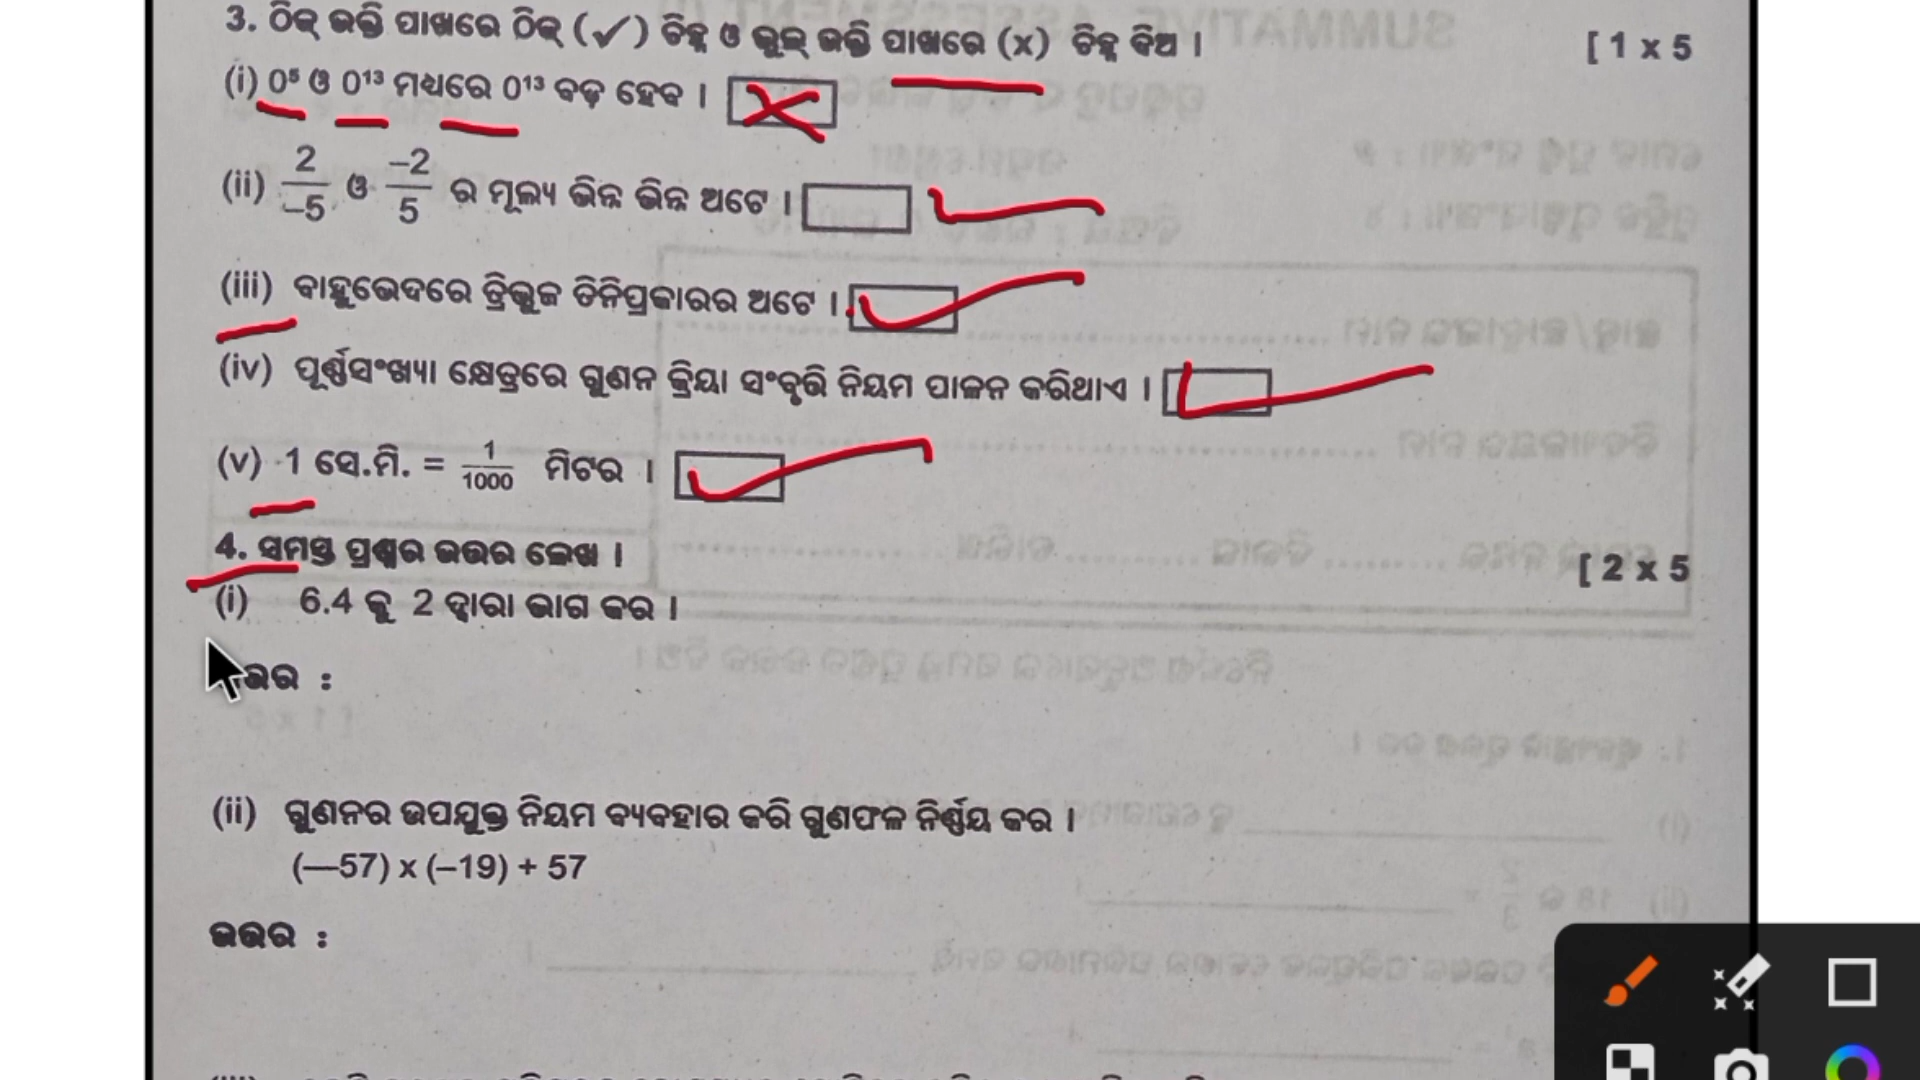 3. ଠିକ୍ ଉକ୍ତି ପାଖରେ ଠିକ୍ (✓) ଚିହ୍ନ ଓ ଭୁଲ୍ ଉକ୍ତି ପାଖରେ (x) ଚିହ୍ନ ଦିଅ । [ 1 x 5
(i) 0⁵ ଓ 0¹³ ମଧ୍ୟରେ 0¹³ ବଡ଼ ହେବ ।
(ii) 2/–5 ଓ –2/5 ର ମୂଲ୍ୟ ଭିନ୍ନ ଭିନ୍ନ ଅଟେ ।
(iii) ବାହୁଭେଦରେ ତ୍ରିଭୁଜ ତିନିପ୍ରକାରର ଅଟେ ।
(iv) ପୂର୍ଣ୍ଣସଂଖ୍ୟା କ୍ଷେତ୍ରରେ ଗୁଣନ କ୍ରିୟା ସଂବୃତ୍ତି ନିୟମ ପାଳନ କରିଥାଏ ।
(v) 1 ସେ.ମି. = 1/1000 ମିଟର ।
4. ସମସ୍ତ ପ୍ରଶ୍ନର ଉତ୍ତର ଲେଖ । [ 2 x 5
(i) 6.4 କୁ 2 ଦ୍ୱାରା ଭାଗ କର ।
(ii) ଗୁଣନର ଉପଯୁକ୍ତ ନିୟମ ବ୍ୟବହାର କରି ଗୁଣଫଳ ନିର୍ଣ୍ଣୟ କର ।
(—57) x (–19) + 57
ଉତ୍ତର :